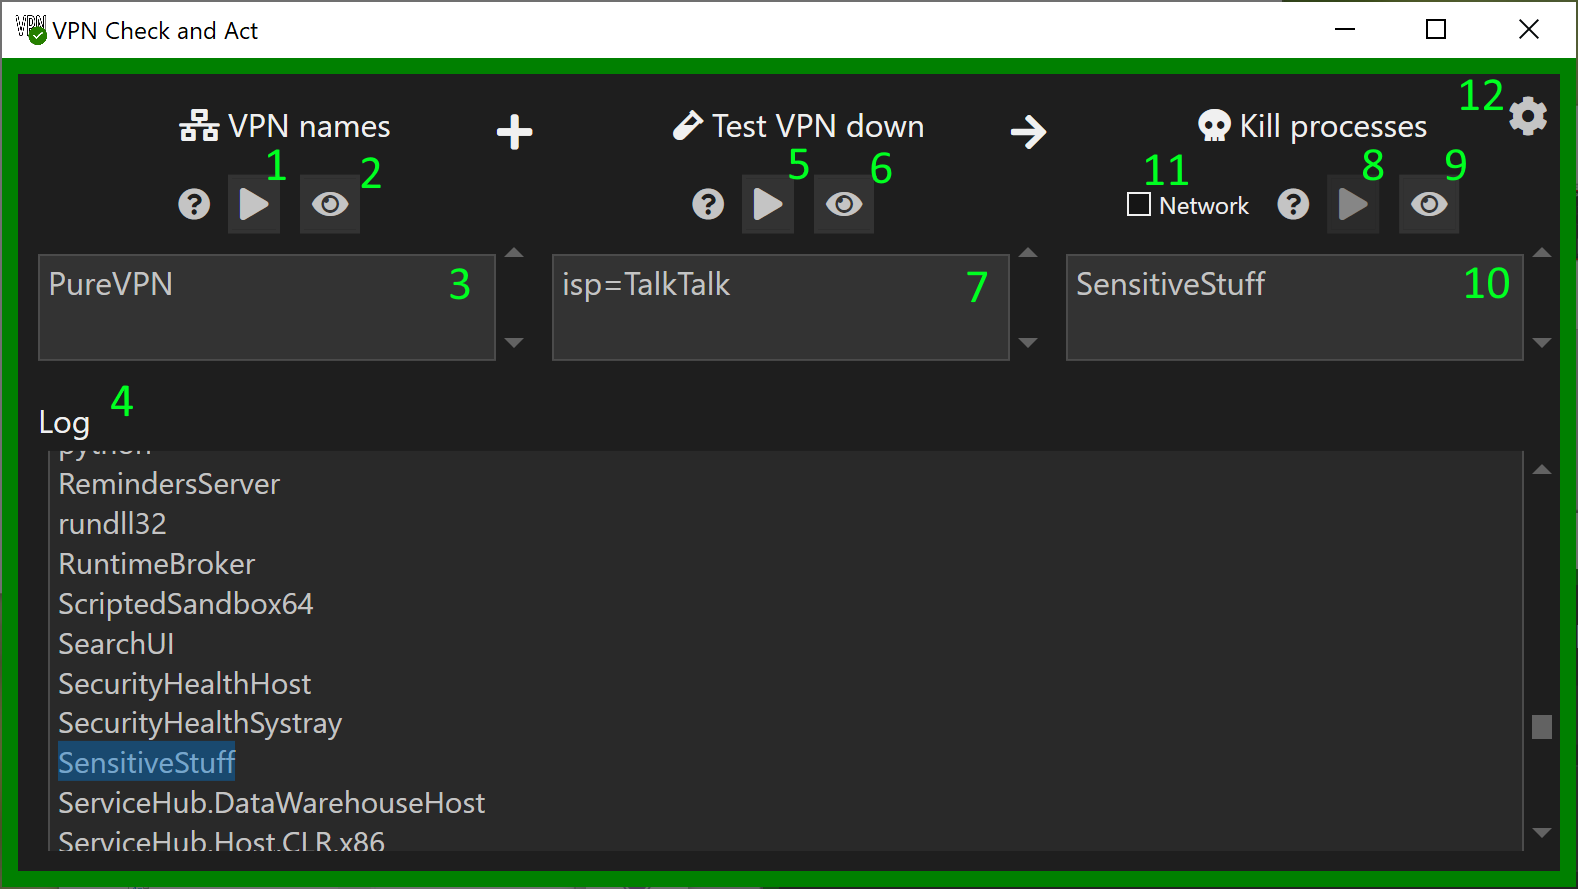 VPN VPN Check and Act
VPN names
Test VPN down
Kill processes
12
1
2
5
6
11
8
9
Network
PureVPN
3
isp=TalkTalk
7
SensitiveStuff
10
Log
4
python
RemindersServer
rundll32
RuntimeBroker
ScriptedSandbox64
SearchUI
SecurityHealthHost
SecurityHealthSystray
SensitiveStuff
ServiceHub.DataWarehouseHost
ServiceHub.Host.CLR.x86